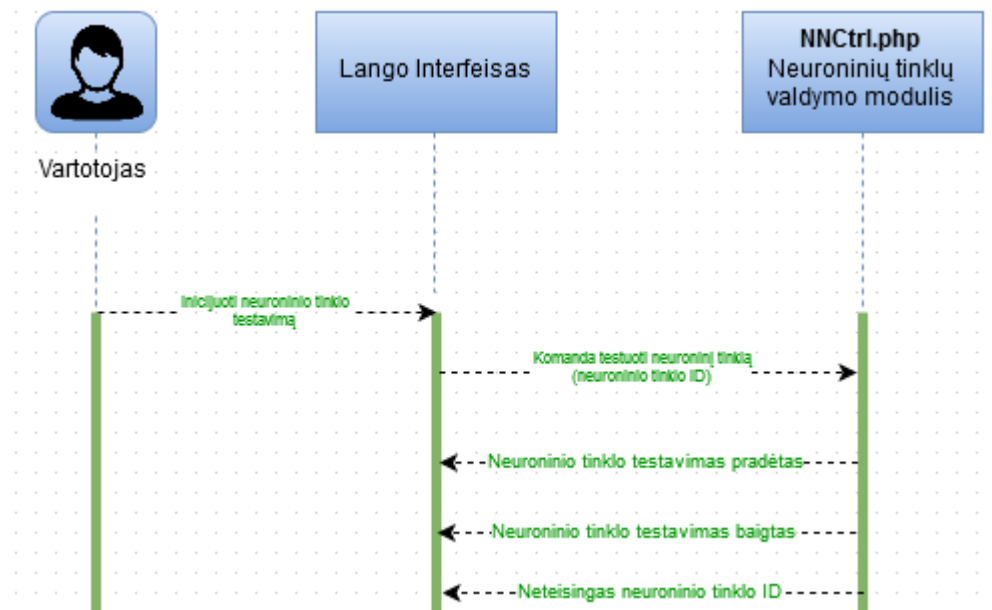 Vartotojas
Lango Interfeisas
NNCtrl.php
Neuroninių tinklų
valdymo modulis
Inicijuoti neuroninio tinklo
testavimą
Komanda testuoti neuroninį tinklą
(neuroninio tinklo ID)
Neuroninio tinklo testavimas pradėtas
Neuroninio tinklo testavimas baigtas
Neteisingas neuroninio tinklo ID